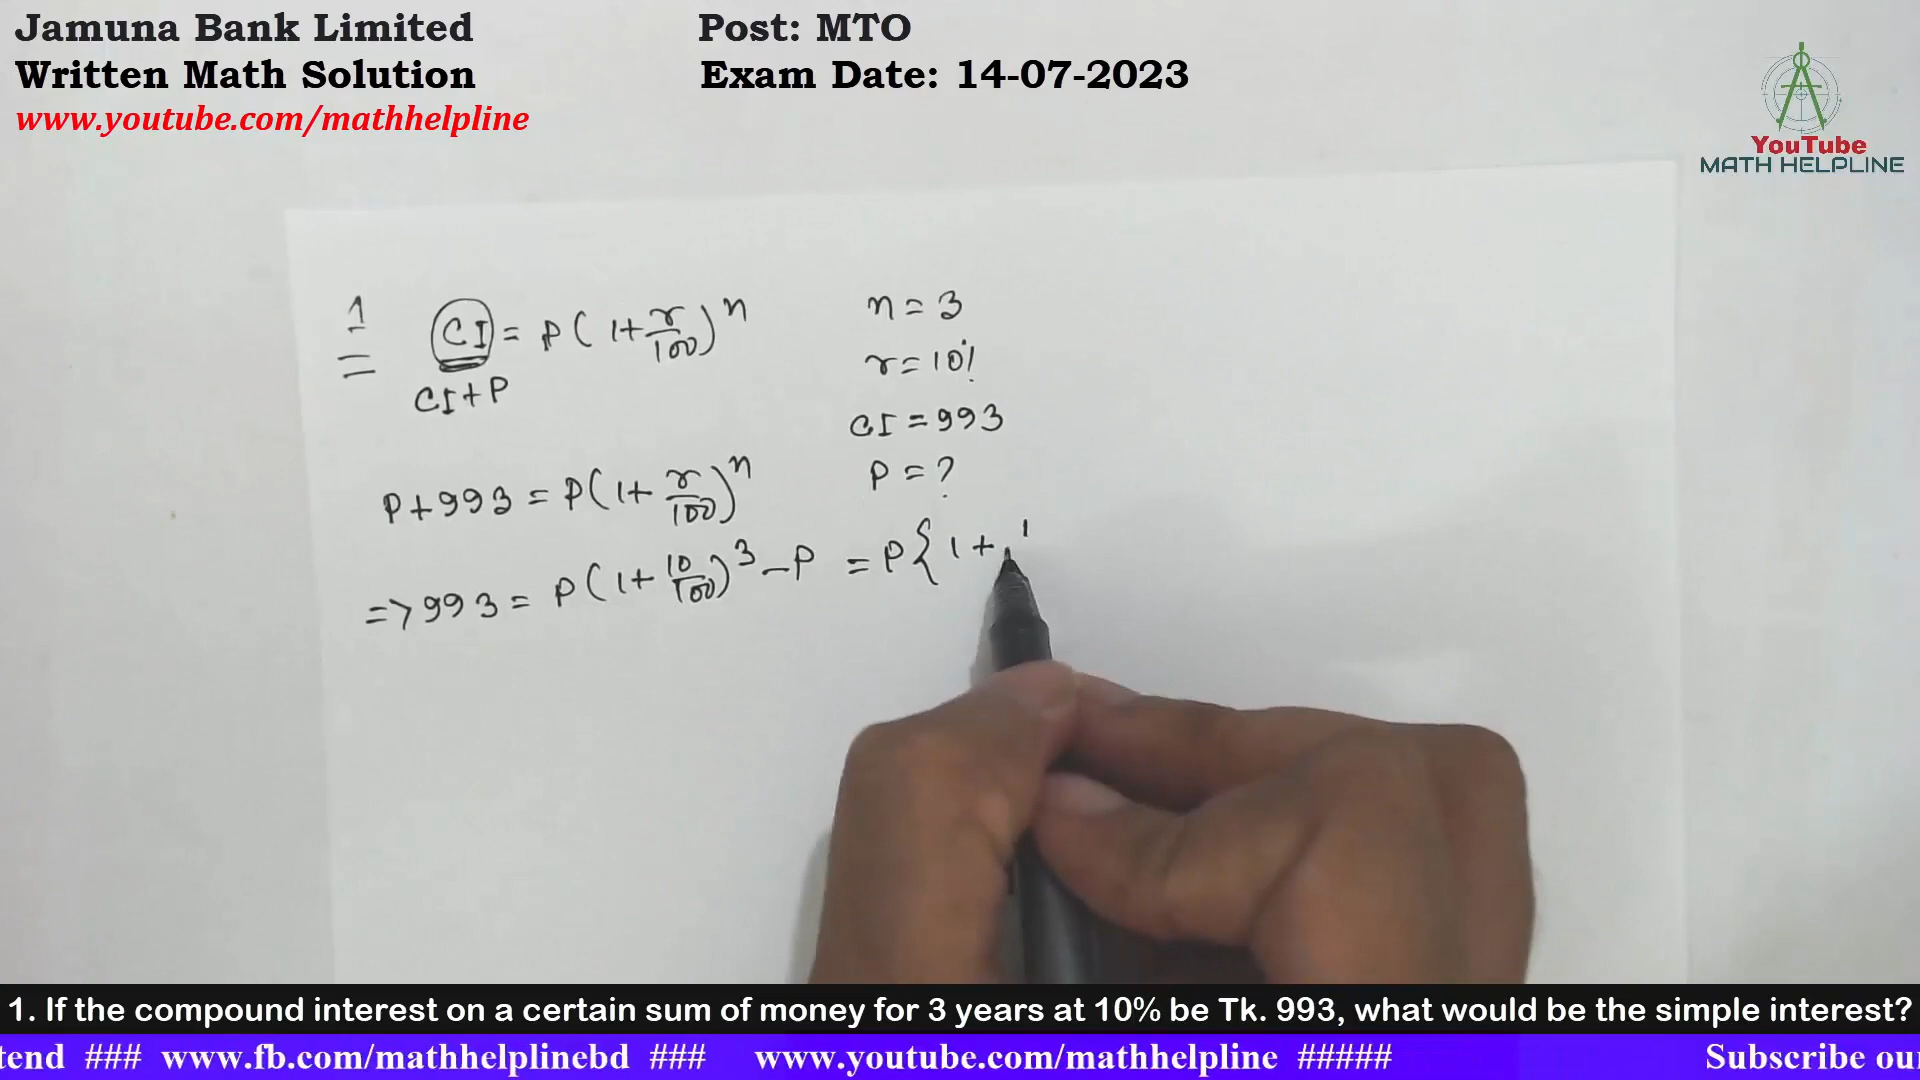 Jamuna Bank Limited
Post: MTO
Written Math Solution
Exam Date: 14-07-2023
www.youtube.com/mathhelpline
YouTube
MATH HELPLINE
1 CI = P(1+r/100)^n
CI+P
n = 3
r = 10%
CI = 993
P = ?
P+993 = P(1+r/100)^n
=> 993 = P(1+10/100)^3 - P = P{1+1
1. If the compound interest on a certain sum of money for 3 years at 10% be Tk. 993, what would be the simple interest?
tend ### www.fb.com/mathhelplinebd ### www.youtube.com/mathhelpline ##### Subscribe ou